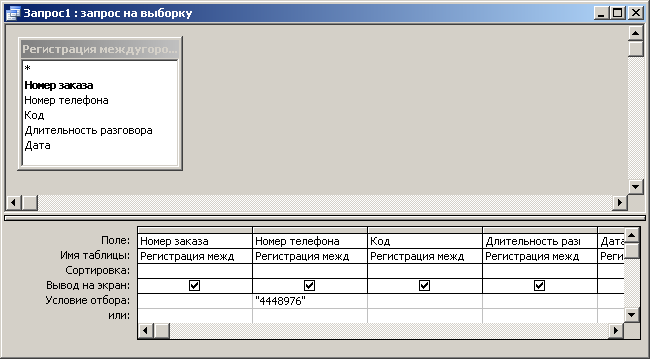 Запрос1 : запрос на выборку
Регистрация междугоро...
*
Номер заказа
Номер телефона
Код
Длительность разговора
Дата
Поле: Номер заказа Номер телефона Код Длительность разг Дата
Имя таблицы: Регистрация межд Регистрация межд Регистрация межд Регистрация межд Реги
Сортировка:
Вывод на экран:
Условие отбора: "4448976"
или: